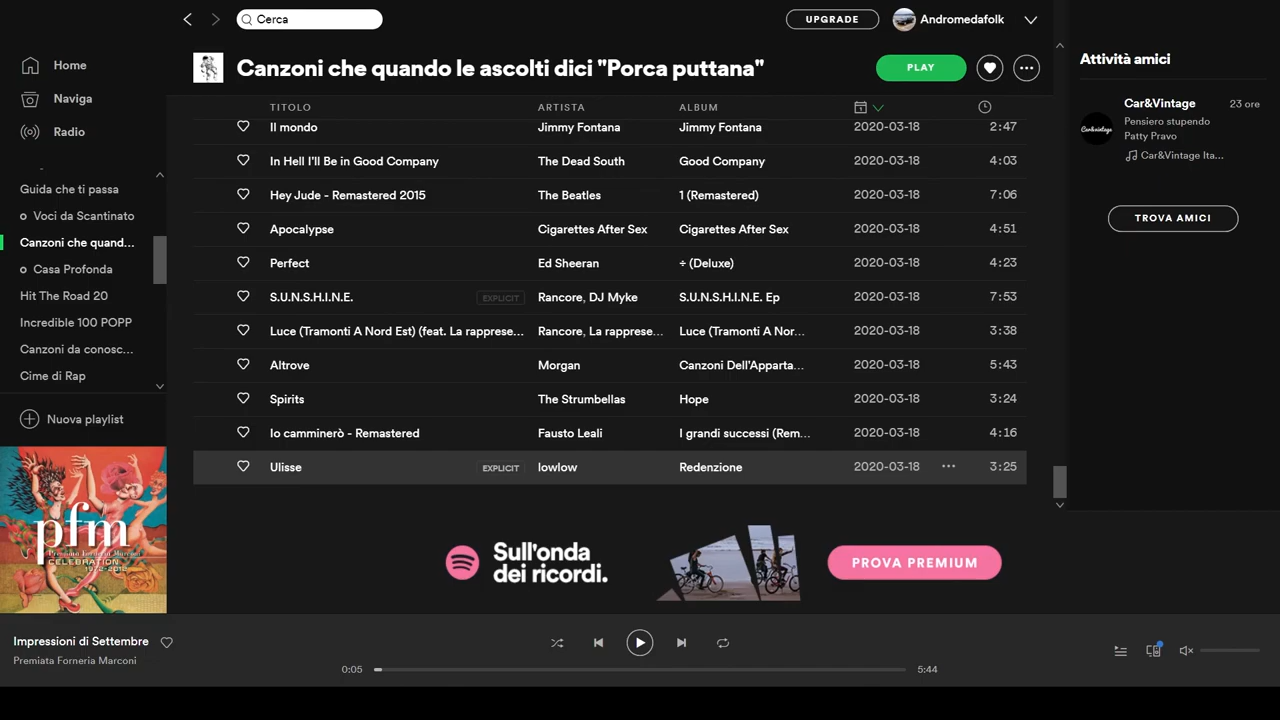 Cerca
UPGRADE
Andromedafolk
Home
Naviga
Radio
Guida che ti passa
Voci da Scantinato
Canzoni che quand...
Casa Profonda
Hit The Road 20
Incredible 100 POPP
Canzoni da conosc...
Cime di Rap
Nuova playlist
Canzoni che quando le ascolti dici "Porca puttana"
PLAY
TITOLO ARTISTA ALBUM
Il mondo Jimmy Fontana Jimmy Fontana 2020-03-18 2:47
In Hell I'll Be in Good Company The Dead South Good Company 2020-03-18 4:03
Hey Jude - Remastered 2015 The Beatles 1 (Remastered) 2020-03-18 7:06
Apocalypse Cigarettes After Sex Cigarettes After Sex 2020-03-18 4:51
Perfect Ed Sheeran ÷ (Deluxe) 2020-03-18 4:23
S.U.N.S.H.I.N.E. EXPLICIT Rancore, DJ Myke S.U.N.S.H.I.N.E. Ep 2020-03-18 7:53
Luce (Tramonti A Nord Est) (feat. La rapprese... Rancore, La rapprese... Luce (Tramonti A Nor... 2020-03-18 3:38
Altrove Morgan Canzoni Dell'Apparta... 2020-03-18 5:43
Spirits The Strumbellas Hope 2020-03-18 3:24
Io camminerò - Remastered Fausto Leali I grandi successi (Rem... 2020-03-18 4:16
Ulisse EXPLICIT lowlow Redenzione 2020-03-18 3:25
Attività amici
Car&Vintage 23 ore
Pensiero stupendo
Patty Pravo
Car&Vintage Ita...
TROVA AMICI
Sull'onda
dei ricordi.
PROVA PREMIUM
pfm
Premiata Forneria Marconi
CELEBRATION
1972-2012
Impressioni di Settembre
Premiata Forneria Marconi
0:05
5:44